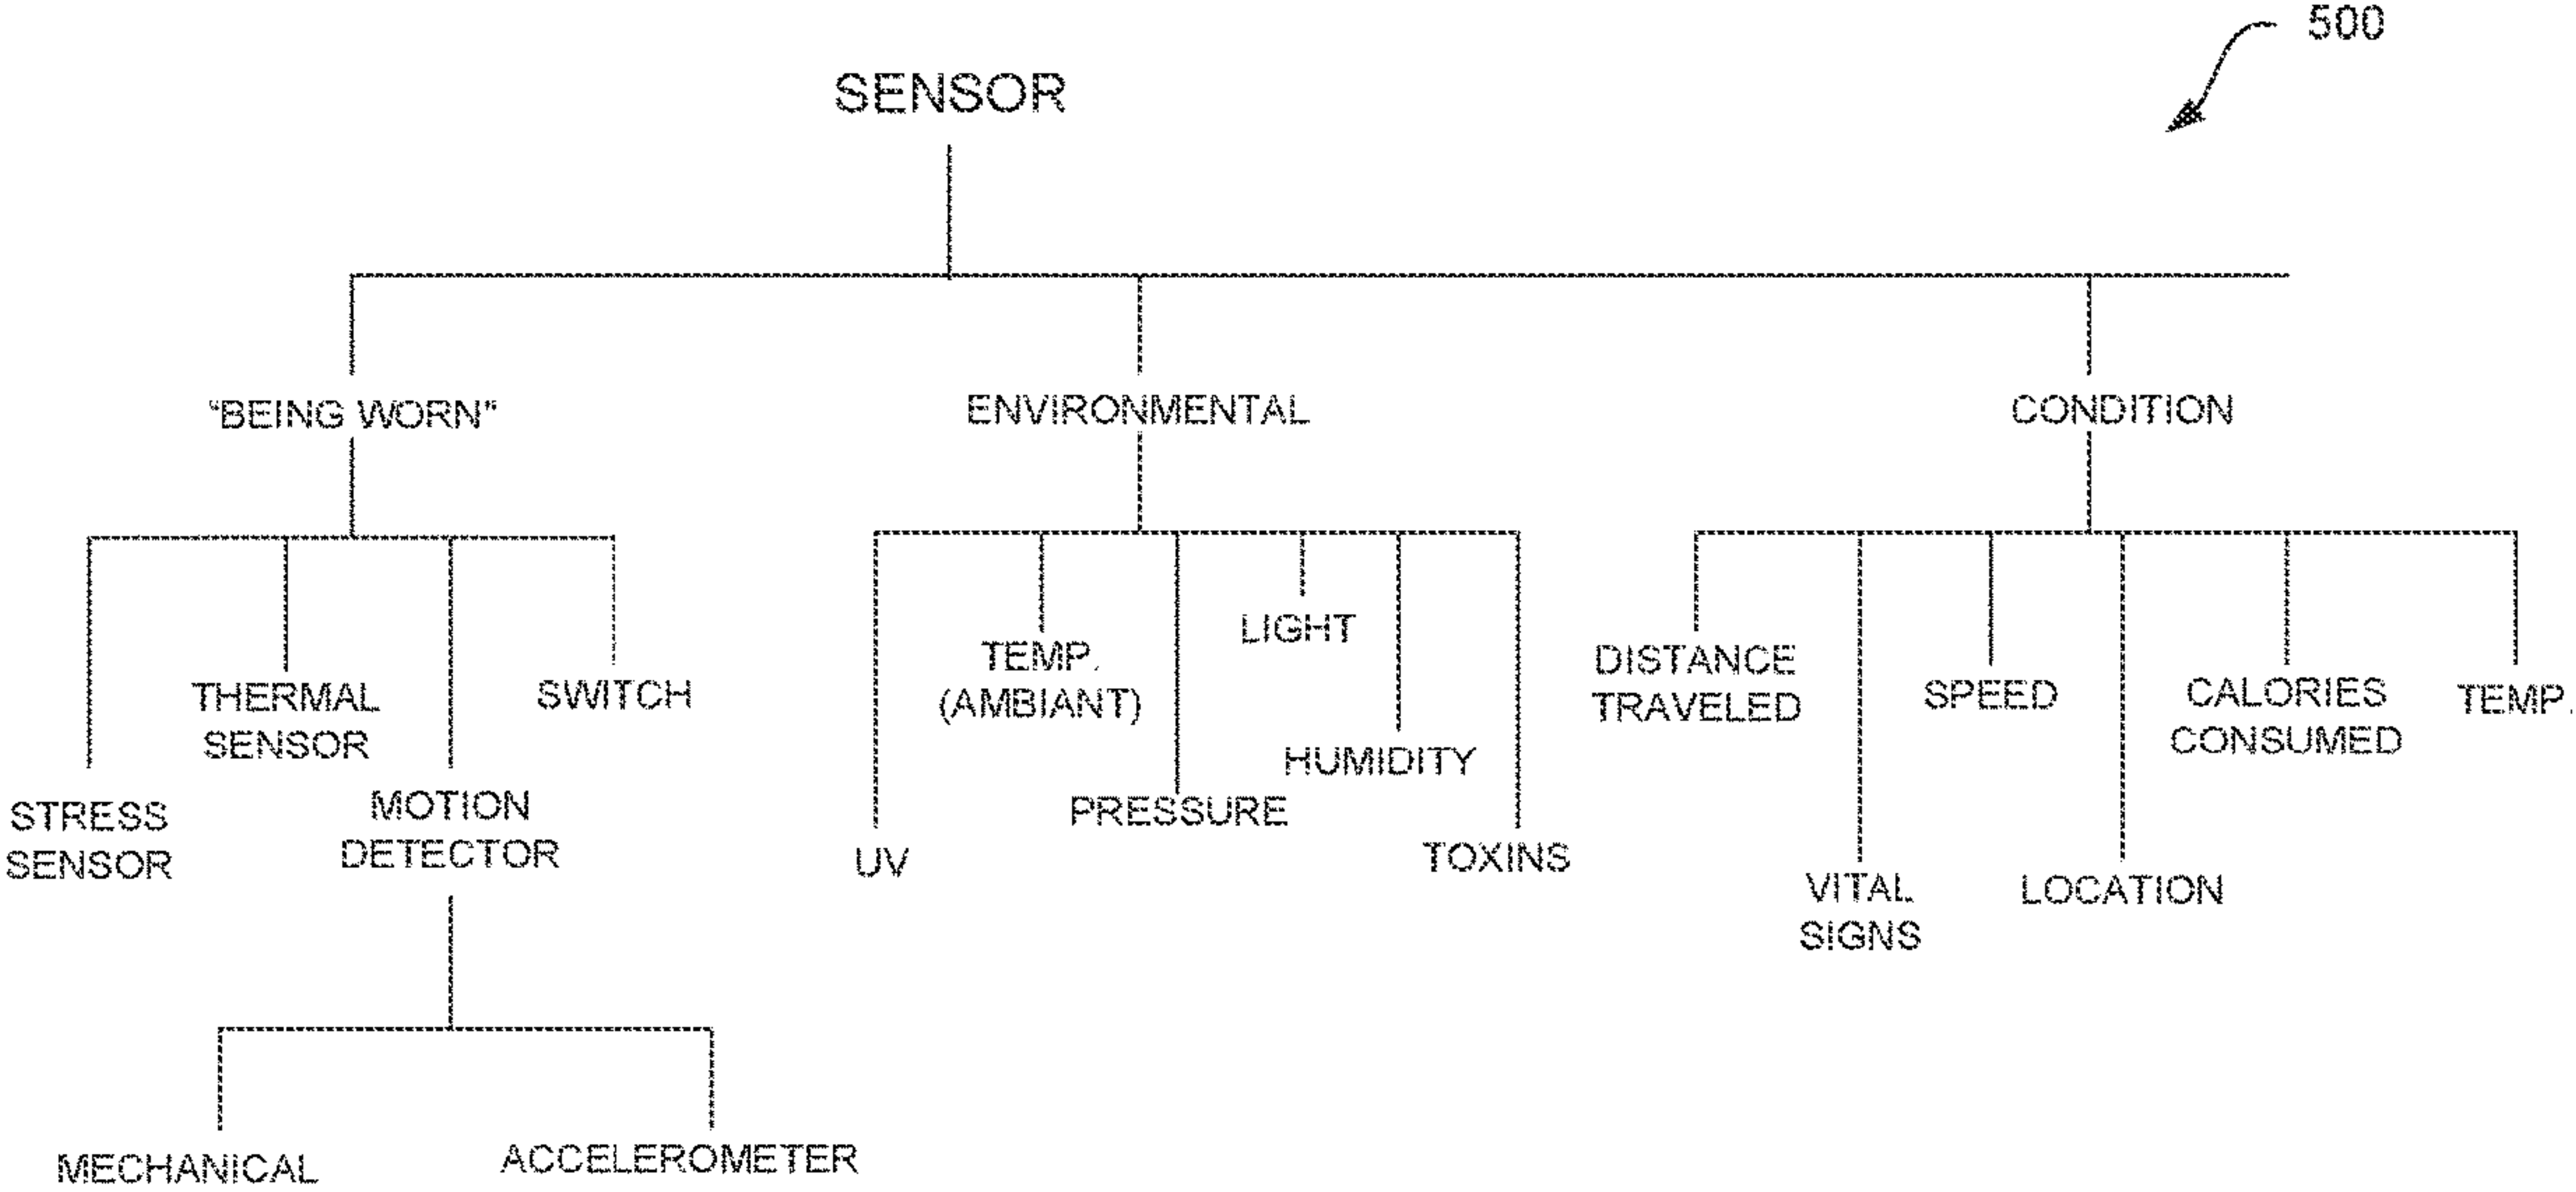 500
SENSOR
"BEING WORN"
ENVIRONMENTAL
CONDITION
STRESS
SENSOR
THERMAL
SENSOR
MOTION
DETECTOR
SWITCH
MECHANICAL
ACCELEROMETER
UV
TEMP.
(AMBIANT)
PRESSURE
LIGHT
HUMIDITY
TOXINS
DISTANCE
TRAVELED
VITAL
SIGNS
SPEED
LOCATION
CALORIES
CONSUMED
TEMP.